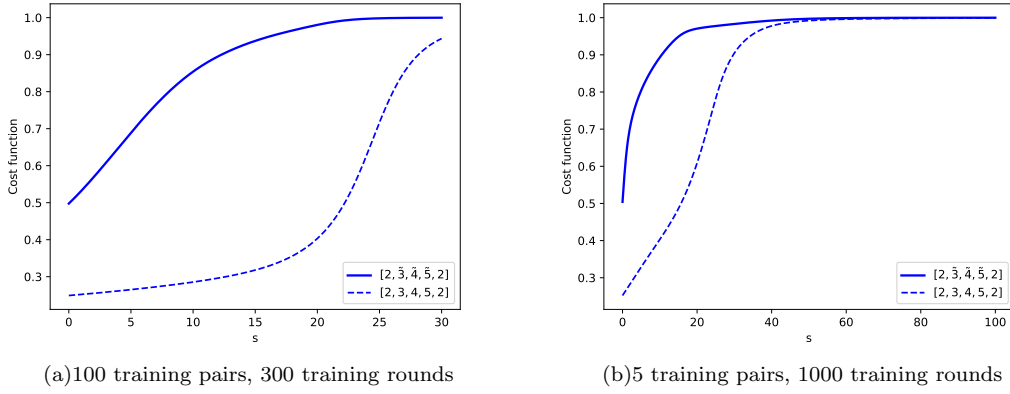 1.0
0.9
0.8
0.7
0.6
0.5
0.4
0.3
Cost function
0 5 10 15 20 25 30
s
[2, 3̃, 4̃, 5̃, 2]
[2, 3, 4, 5, 2]
(a)100 training pairs, 300 training rounds
1.0
0.9
0.8
0.7
0.6
0.5
0.4
0.3
Cost function
0 20 40 60 80 100
s
[2, 3̃, 4̃, 5̃, 2]
[2, 3, 4, 5, 2]
(b)5 training pairs, 1000 training rounds